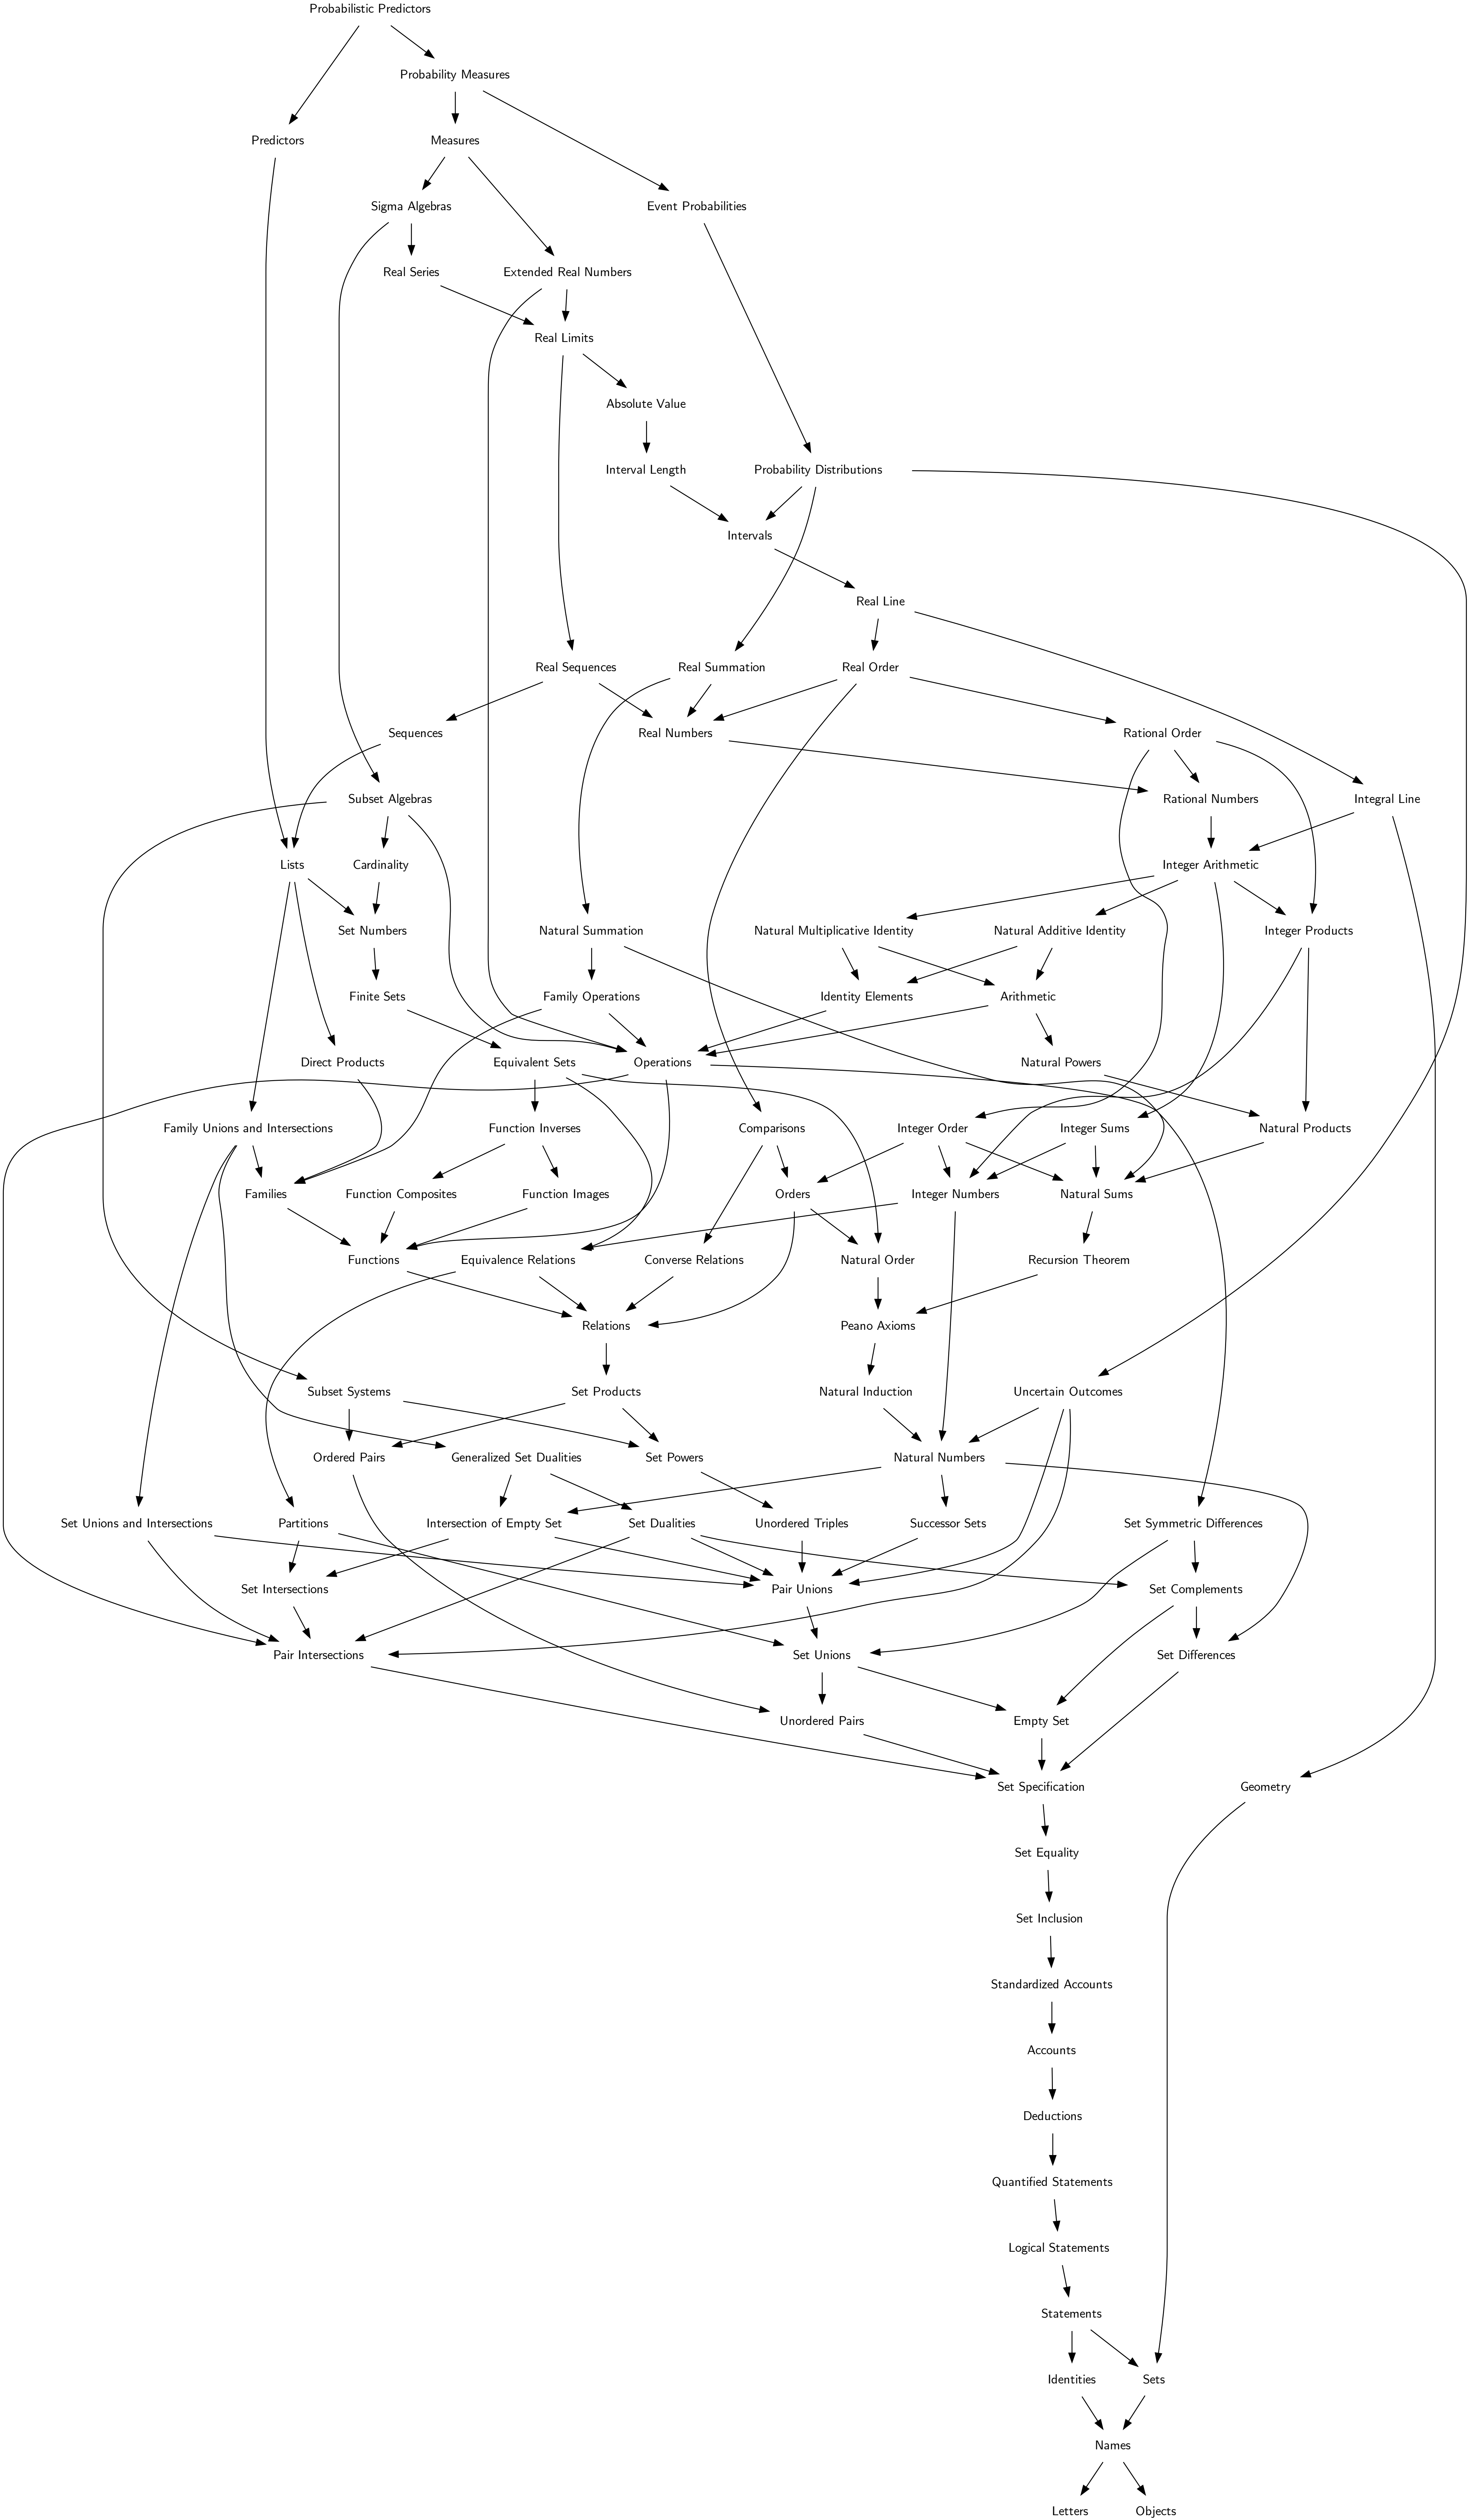 Probabilistic Predictors
Probability Measures
Predictors
Measures
Sigma Algebras
Event Probabilities
Real Series
Extended Real Numbers
Real Limits
Absolute Value
Interval Length
Probability Distributions
Intervals
Real Line
Real Sequences
Real Summation
Real Order
Sequences
Real Numbers
Rational Order
Subset Algebras
Rational Numbers
Integral Line
Lists
Cardinality
Integer Arithmetic
Set Numbers
Natural Summation
Natural Multiplicative Identity
Natural Additive Identity
Integer Products
Finite Sets
Family Operations
Identity Elements
Arithmetic
Direct Products
Equivalent Sets
Operations
Natural Powers
Family Unions and Intersections
Function Inverses
Comparisons
Integer Order
Integer Sums
Natural Products
Families
Function Composites
Function Images
Orders
Integer Numbers
Natural Sums
Functions
Equivalence Relations
Converse Relations
Natural Order
Recursion Theorem
Relations
Peano Axioms
Subset Systems
Set Products
Natural Induction
Uncertain Outcomes
Ordered Pairs
Generalized Set Dualities
Set Powers
Natural Numbers
Set Unions and Intersections
Partitions
Intersection of Empty Set
Set Dualities
Unordered Triples
Successor Sets
Set Symmetric Differences
Set Intersections
Pair Unions
Set Complements
Pair Intersections
Set Unions
Set Differences
Unordered Pairs
Empty Set
Set Specification
Geometry
Set Equality
Set Inclusion
Standardized Accounts
Accounts
Deductions
Quantified Statements
Logical Statements
Statements
Identities
Sets
Names
Letters
Objects